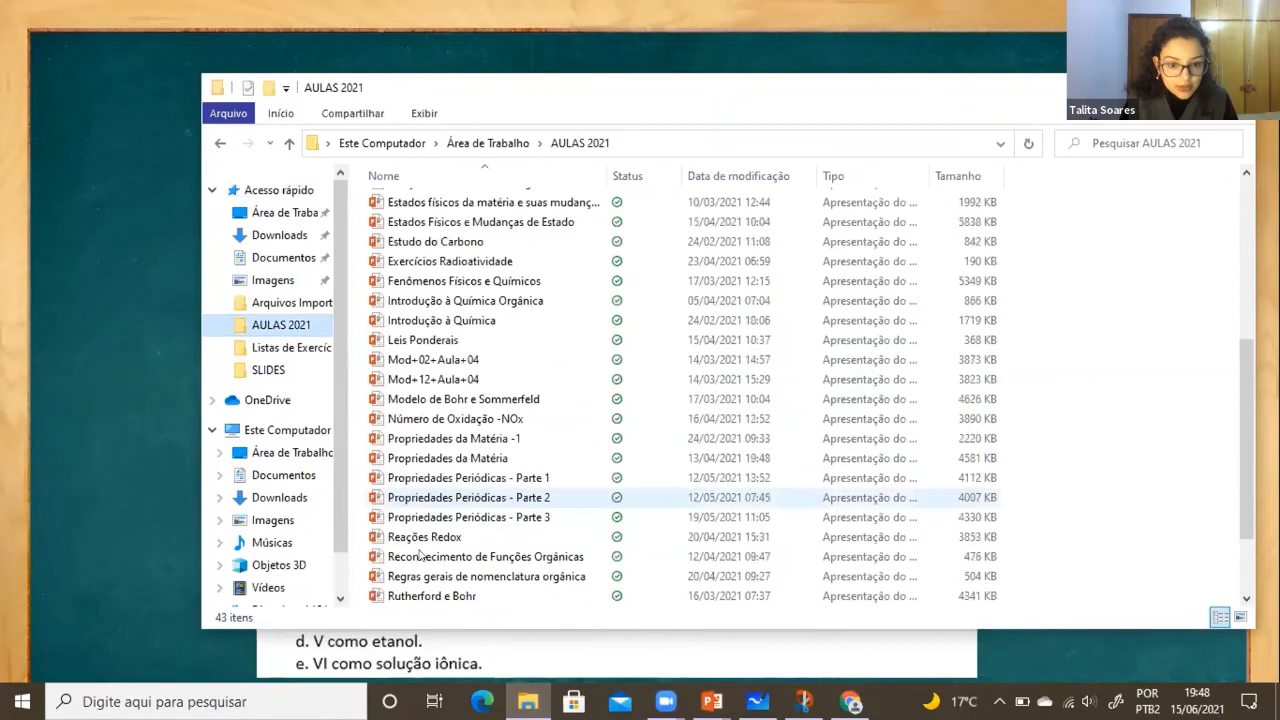 Talita Soares
AULAS 2021
Arquivo Início Compartilhar Exibir
Este Computador Área de Trabalho AULAS 2021 Pesquisar AULAS 2021
Nome Status Data de modificação Tipo Tamanho
Acesso rápido
Área de Traba
Downloads
Documentos
Imagens
Arquivos Import
AULAS 2021
Listas de Exercíc
SLIDES
OneDrive
Este Computador
Área de Trabalho
Documentos
Downloads
Imagens
Músicas
Objetos 3D
Vídeos
Estados físicos da matéria e suas mudanç... 10/03/2021 12:44 Apresentação do ... 1992 KB
Estados Físicos e Mudanças de Estado 15/04/2021 10:04 Apresentação do ... 5838 KB
Estudo do Carbono 24/02/2021 11:08 Apresentação do ... 842 KB
Exercícios Radioatividade 23/04/2021 06:59 Apresentação do ... 190 KB
Fenômenos Físicos e Químicos 17/03/2021 12:15 Apresentação do ... 5349 KB
Introdução à Química Orgânica 05/04/2021 07:04 Apresentação do ... 866 KB
Introdução à Química 24/02/2021 18:06 Apresentação do ... 1719 KB
Leis Ponderais 15/04/2021 10:37 Apresentação do ... 368 KB
Mod+02+Aula+04 14/03/2021 14:57 Apresentação do ... 3873 KB
Mod+12+Aula+04 14/03/2021 15:29 Apresentação do ... 3823 KB
Modelo de Bohr e Sommerfeld 17/03/2021 10:04 Apresentação do ... 4626 KB
Número de Oxidação -NOx 16/04/2021 12:52 Apresentação do ... 3890 KB
Propriedades da Matéria -1 24/02/2021 09:33 Apresentação do ... 2220 KB
Propriedades da Matéria 13/04/2021 19:48 Apresentação do ... 4581 KB
Propriedades Periódicas - Parte 1 12/05/2021 13:52 Apresentação do ... 4112 KB
Propriedades Periódicas - Parte 2 12/05/2021 07:45 Apresentação do ... 4007 KB
Propriedades Periódicas - Parte 3 19/05/2021 11:05 Apresentação do ... 4330 KB
Reações Redox 20/04/2021 15:31 Apresentação do ... 3853 KB
Reconhecimento de Funções Orgânicas 12/04/2021 09:47 Apresentação do ... 476 KB
Regras gerais de nomenclatura orgânica 20/04/2021 09:27 Apresentação do ... 504 KB
Rutherford e Bohr 16/03/2021 07:37 Apresentação do ... 4341 KB
43 itens
d. V como etanol.
e. VI como solução iônica.
Digite aqui para pesquisar
17°C
POR
PTB2
19:48
15/06/2021